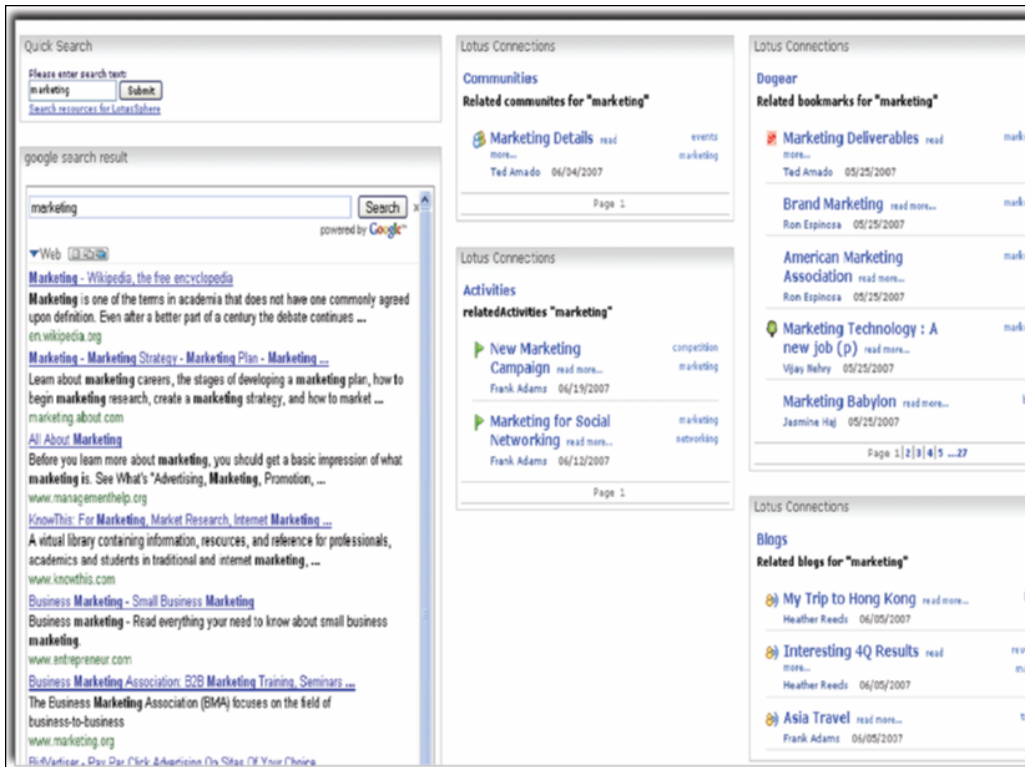 Quick Search
Please enter search text:
marketing Submit
Search resources for LotusSphere
google search result
marketing Search x
powered by Google™
Web
Marketing - Wikipedia, the free encyclopedia
Marketing is one of the terms in academia that does not have one commonly agreed
upon definition. Even after a better part of a century the debate continues ...
en.wikipedia.org
Marketing - Marketing Strategy - Marketing Plan - Marketing ...
Learn about marketing careers, the stages of developing a marketing plan, how to
begin marketing research, create a marketing strategy, and how to market ...
marketing.about.com
All About Marketing
Before you learn more about marketing, you should get a basic impression of what
marketing is. See What's "Advertising, Marketing, Promotion, ...
www.managementhelp.org
KnowThis: For Marketing, Market Research, Internet Marketing ...
A virtual library containing information, resources, and reference for professionals,
academics and students in traditional and internet marketing, ...
www.knowthis.com
Business Marketing - Small Business Marketing
Business marketing - Read everything your need to know about small business
marketing.
www.entrepreneur.com
Business Marketing Association: B2B Marketing Training, Seminars ...
The Business Marketing Association (BMA) focuses on the field of
business-to-business
www.marketing.org
BidVertiser - Pay Per Click Advertising On Sites Of Your Choice
Lotus Connections
Communities
Related communites for "marketing"
Marketing Details read events
more... marketing
Ted Amado 06/04/2007
Page 1
Lotus Connections
Activities
relatedActivities "marketing"
New Marketing competition
Campaign read more... marketing
Frank Adams 06/19/2007
Marketing for Social marketing
Networking read more... networking
Frank Adams 06/12/2007
Page 1
Lotus Connections
Dogear
Related bookmarks for "marketing"
Marketing Deliverables read
more...
Ted Amado 05/25/2007
Brand Marketing read more...
Ron Espinosa 05/25/2007
American Marketing
Association read more...
Ron Espinosa 05/25/2007
Marketing Technology : A
new job (p) read more...
Vijay Nehry 05/25/2007
Marketing Babylon read more...
Jasmine Haj 05/25/2007
Page 1|2|3|4|5 ...27
Lotus Connections
Blogs
Related blogs for "marketing"
My Trip to Hong Kong read more...
Heather Reeds 06/05/2007
Interesting 4Q Results read
more...
Heather Reeds 06/05/2007
Asia Travel read more...
Frank Adams 06/05/2007